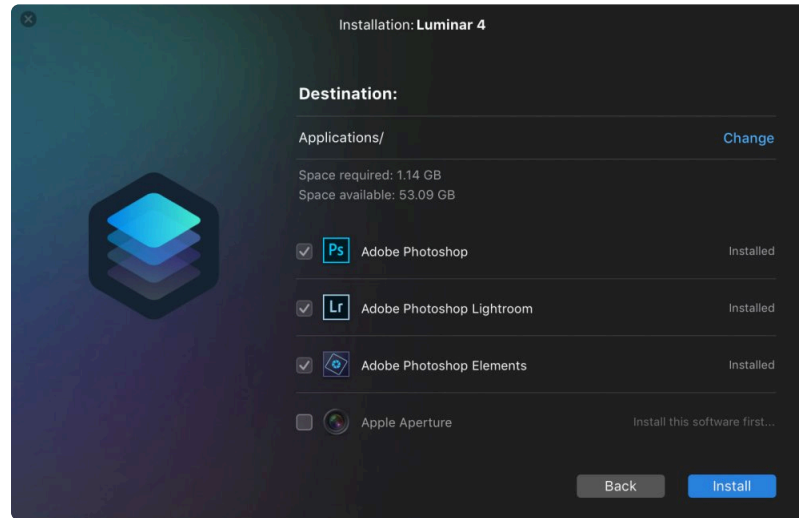 Installation: Luminar 4
Destination:
Applications/ Change
Space required: 1.14 GB
Space available: 53.09 GB
Ps Adobe Photoshop Installed
Lr Adobe Photoshop Lightroom Installed
Adobe Photoshop Elements Installed
Apple Aperture Install this software first...
Back Install